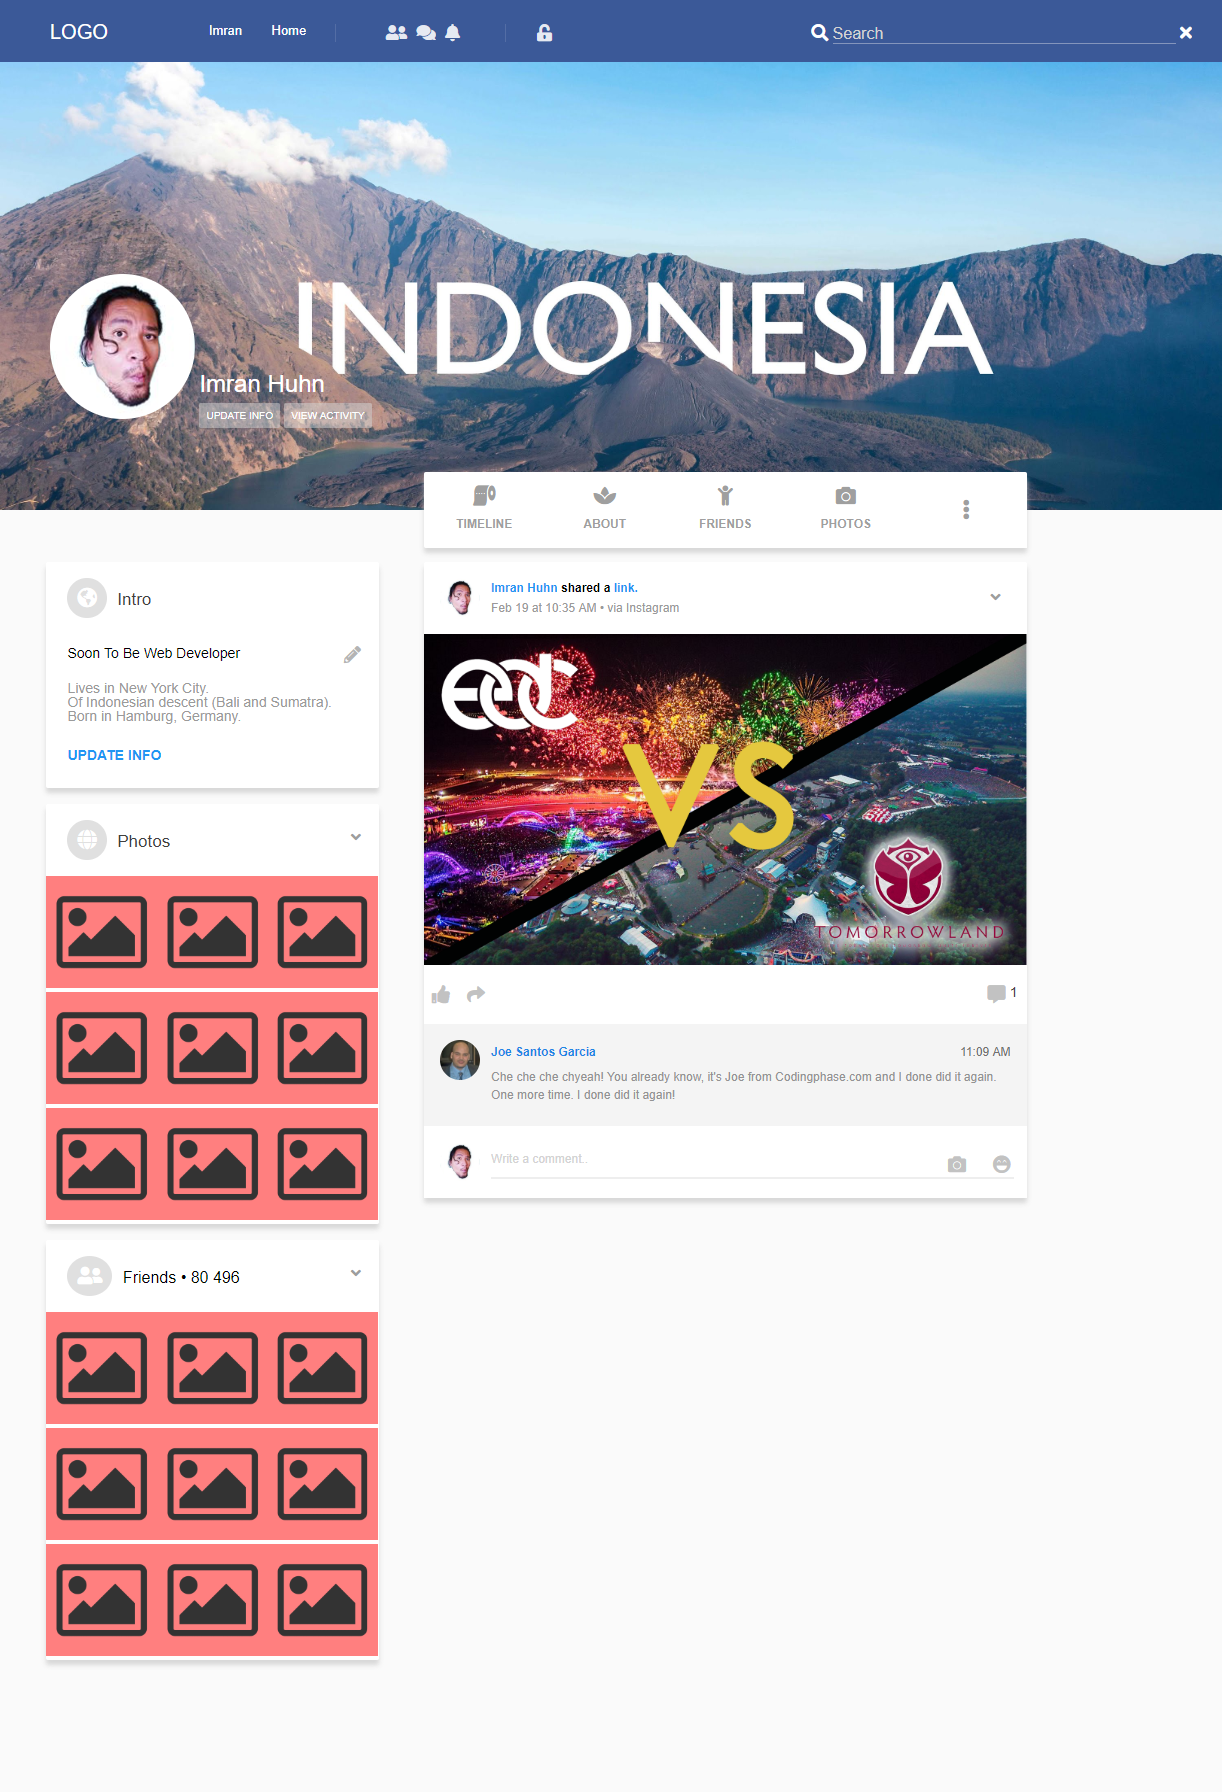 LOGO
Imran
Home
Search
INDONESIA
Imran Huhn
UPDATE INFO
VIEW ACTIVITY
TIMELINE
ABOUT
FRIENDS
PHOTOS
Intro
Soon To Be Web Developer
Lives in New York City.
Of Indonesian descent (Bali and Sumatra).
Born in Hamburg, Germany.
UPDATE INFO
Photos
Friends • 80 496
Imran Huhn shared a link.
Feb 19 at 10:35 AM • via Instagram
edc
VS
TOMORROWLAND
1
Joe Santos Garcia
11:09 AM
Che che che chyeah! You already know, it's Joe from Codingphase.com and I done did it again.
One more time. I done did it again!
Write a comment..